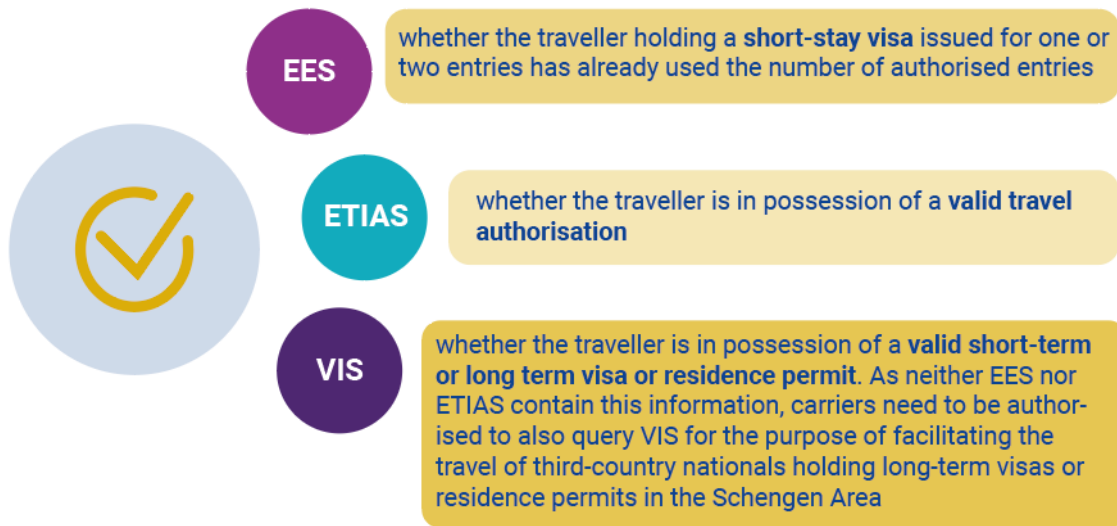 EES
whether the traveller holding a short-stay visa issued for one or
two entries has already used the number of authorised entries
ETIAS
whether the traveller is in possession of a valid travel
authorisation
VIS
whether the traveller is in possession of a valid short-term
or long term visa or residence permit. As neither EES nor
ETIAS contain this information, carriers need to be author-
ised to also query VIS for the purpose of facilitating the
travel of third-country nationals holding long-term visas or
residence permits in the Schengen Area